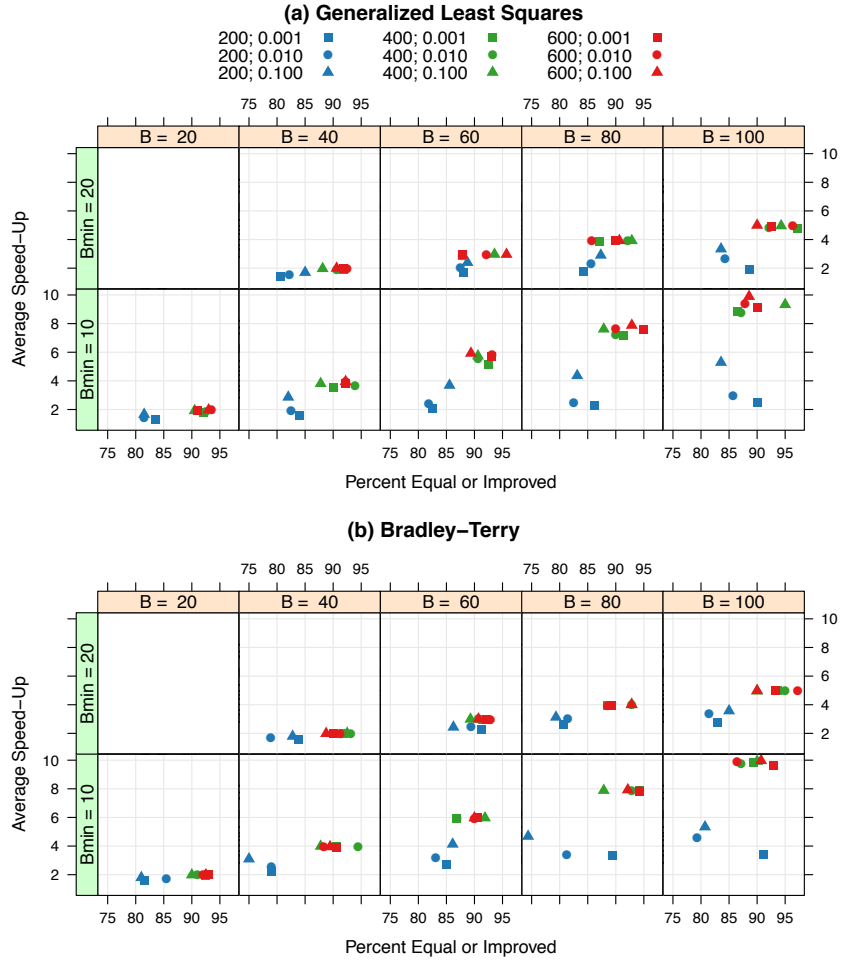 (a) Generalized Least Squares
200; 0.001 400; 0.001 600; 0.001
200; 0.010 400; 0.010 600; 0.010
200; 0.100 400; 0.100 600; 0.100
75 80 85 90 95 75 80 85 90 95
B = 20 B = 40 B = 60 B = 80 B = 100
Bmin = 20
10
8
6
4
2
Average Speed−Up
Bmin = 10
10
8
6
4
2
75 80 85 90 95 75 80 85 90 95 75 80 85 90 95
Percent Equal or Improved
(b) Bradley−Terry
75 80 85 90 95 75 80 85 90 95
B = 20 B = 40 B = 60 B = 80 B = 100
Bmin = 20
10
8
6
4
2
Average Speed−Up
Bmin = 10
10
8
6
4
2
75 80 85 90 95 75 80 85 90 95 75 80 85 90 95
Percent Equal or Improved